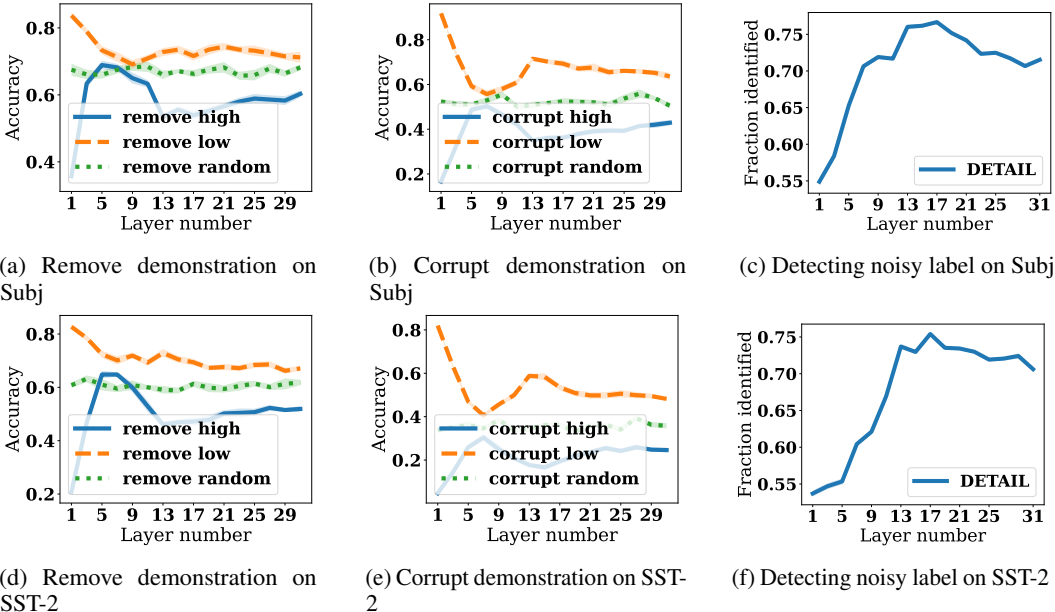 0.8
0.6
0.4
Accuracy
remove high
remove low
remove random
1 5 9 13 17 21 25 29
Layer number
(a) Remove demonstration on
Subj
0.8
0.6
0.4
0.2
Accuracy
corrupt high
corrupt low
corrupt random
1 5 9 13 17 21 25 29
Layer number
(b) Corrupt demonstration on
Subj
0.75
0.70
0.65
0.60
0.55
Fraction identified
DETAIL
1 5 9 13 17 21 25 31
Layer number
(c) Detecting noisy label on Subj
0.8
0.6
0.4
0.2
Accuracy
remove high
remove low
remove random
1 5 9 13 17 21 25 29
Layer number
(d) Remove demonstration on
SST-2
0.8
0.6
0.4
0.2
Accuracy
corrupt high
corrupt low
corrupt random
1 5 9 13 17 21 25 29
Layer number
(e) Corrupt demonstration on SST-
2
0.75
0.70
0.65
0.60
0.55
Fraction identified
DETAIL
1 5 9 13 17 21 25 31
Layer number
(f) Detecting noisy label on SST-2